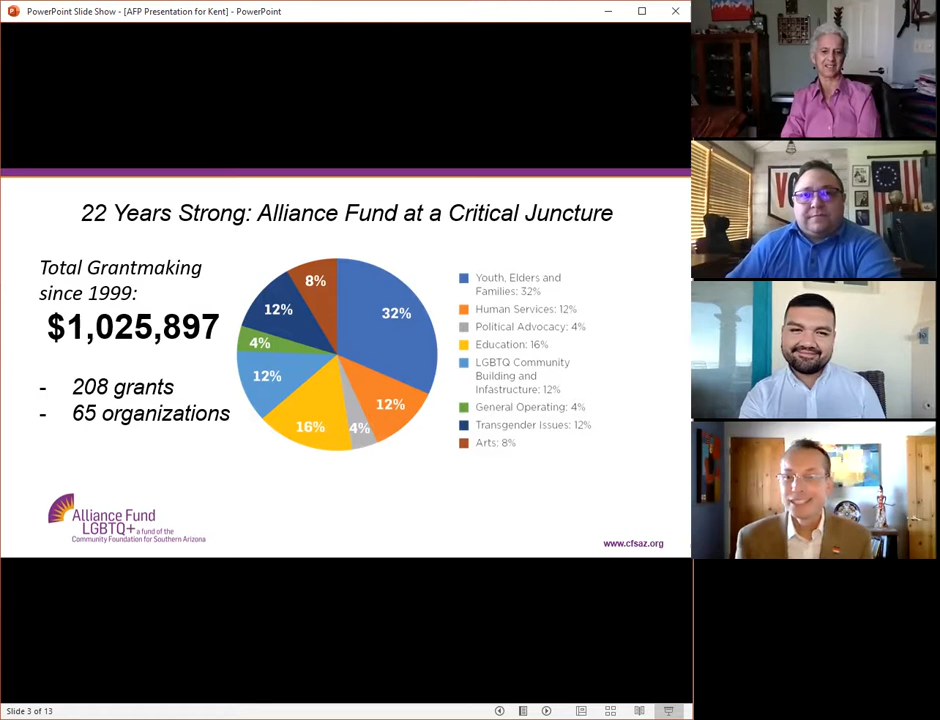 PowerPoint Slide Show - [AFP Presentation for Kent] - PowerPoint
22 Years Strong: Alliance Fund at a Critical Juncture
Total Grantmaking
since 1999:
$1,025,897
- 208 grants
- 65 organizations
8%
32%
12%
4%
12%
12%
16%
4%
Youth, Elders and
Families: 32%
Human Services: 12%
Political Advocacy: 4%
Education: 16%
LGBTQ Community
Building and
Infastructure: 12%
General Operating: 4%
Transgender Issues: 12%
Arts: 8%
Alliance Fund
LGBTQ+ a fund of the
Community Foundation for Southern Arizona
www.cfsaz.org
Slide 3 of 13